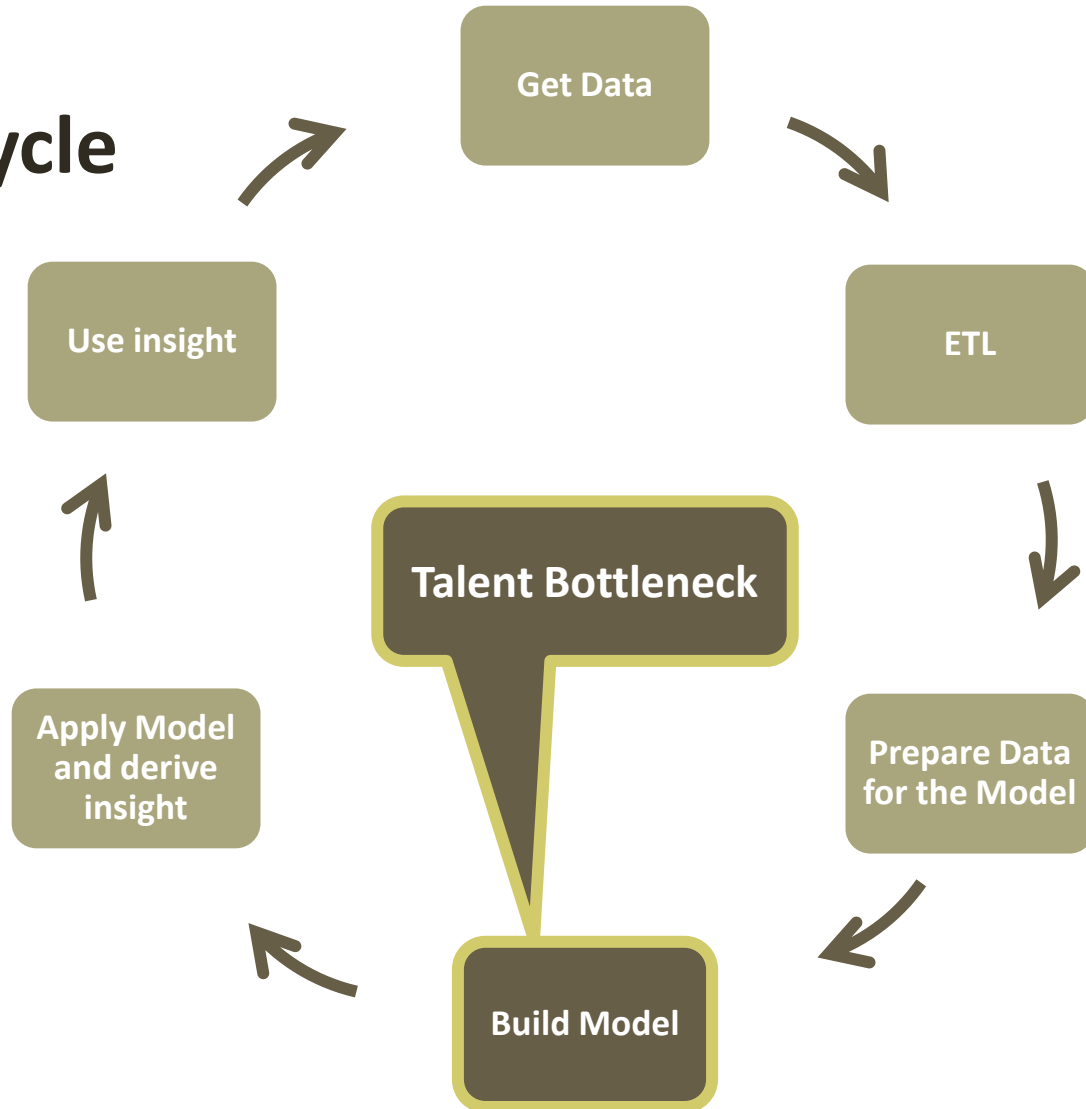 ycle
Get Data
ETL
Prepare Data
for the Model
Build Model
Apply Model
and derive
insight
Use insight
Talent Bottleneck